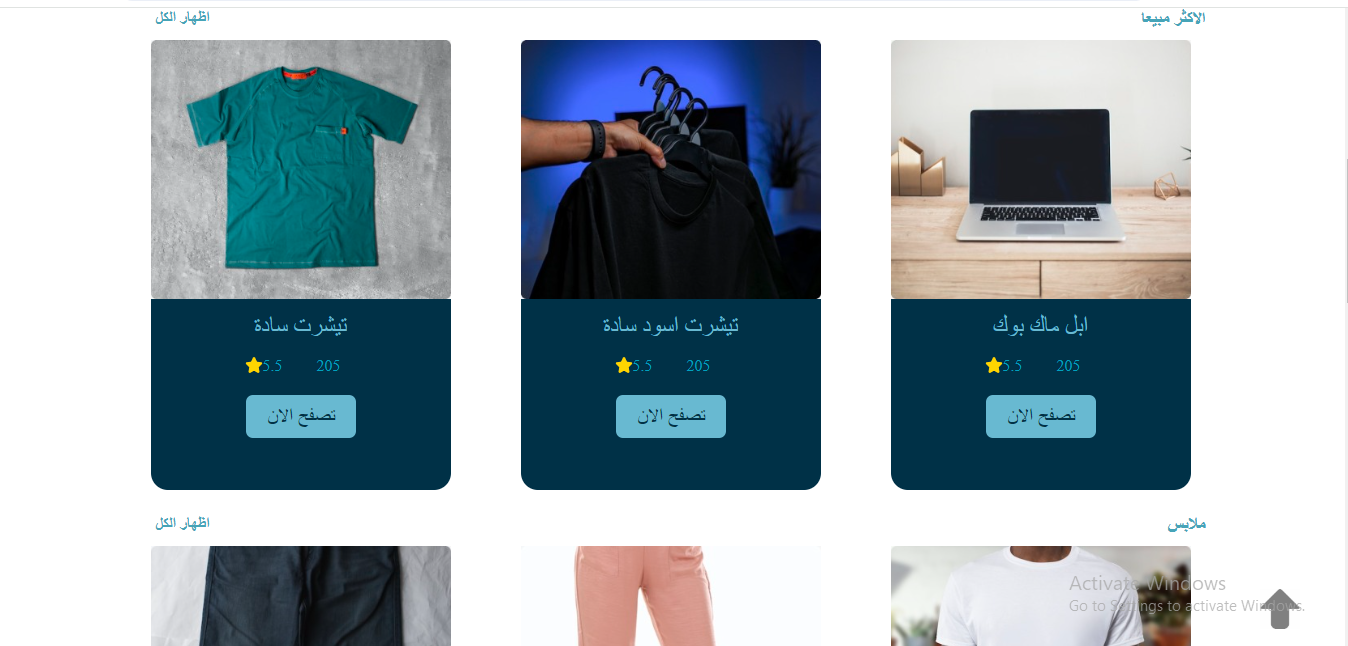 الاكثر مبيعا
اظهار الكل
ابل ماك بوك
205 5.5
تصفح الان
تيشرت اسود سادة
205 5.5
تصفح الان
تيشرت سادة
205 5.5
تصفح الان
ملابس
اظهار الكل
Activate Windows
Go to Settings to activate Windows.